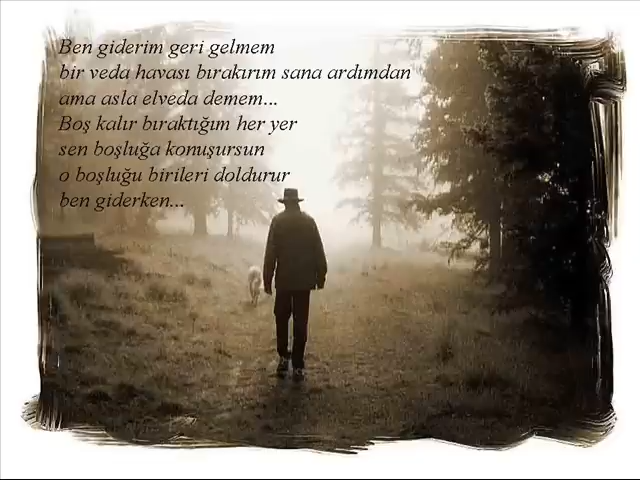 Ben giderim geri gelmem
bir veda havası bırakırım sana ardımdan
ama asla elveda demem...
Boş kalır bıraktığım her yer
sen boşluğa konuşursun
o boşluğu birileri doldurur
ben giderken...